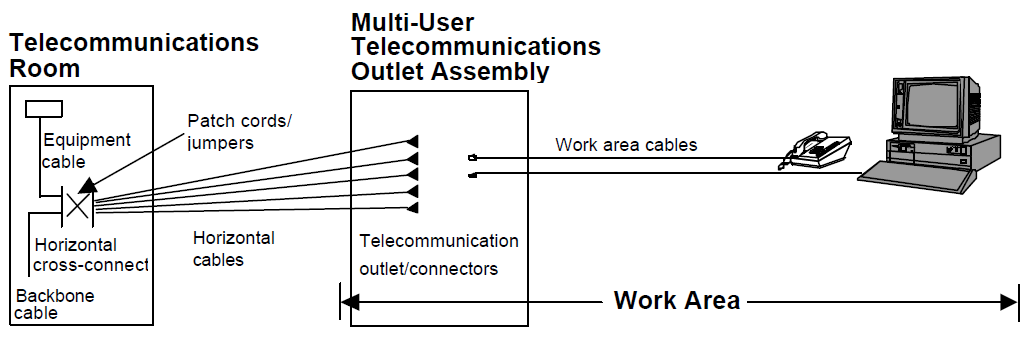 Telecommunications
Room
Multi-User
Telecommunications
Outlet Assembly
Equipment
cable
Patch cords/
jumpers
Work area cables
Horizontal
cross-connect
Horizontal
cables
Telecommunication
outlet/connectors
Backbone
cable
Work Area